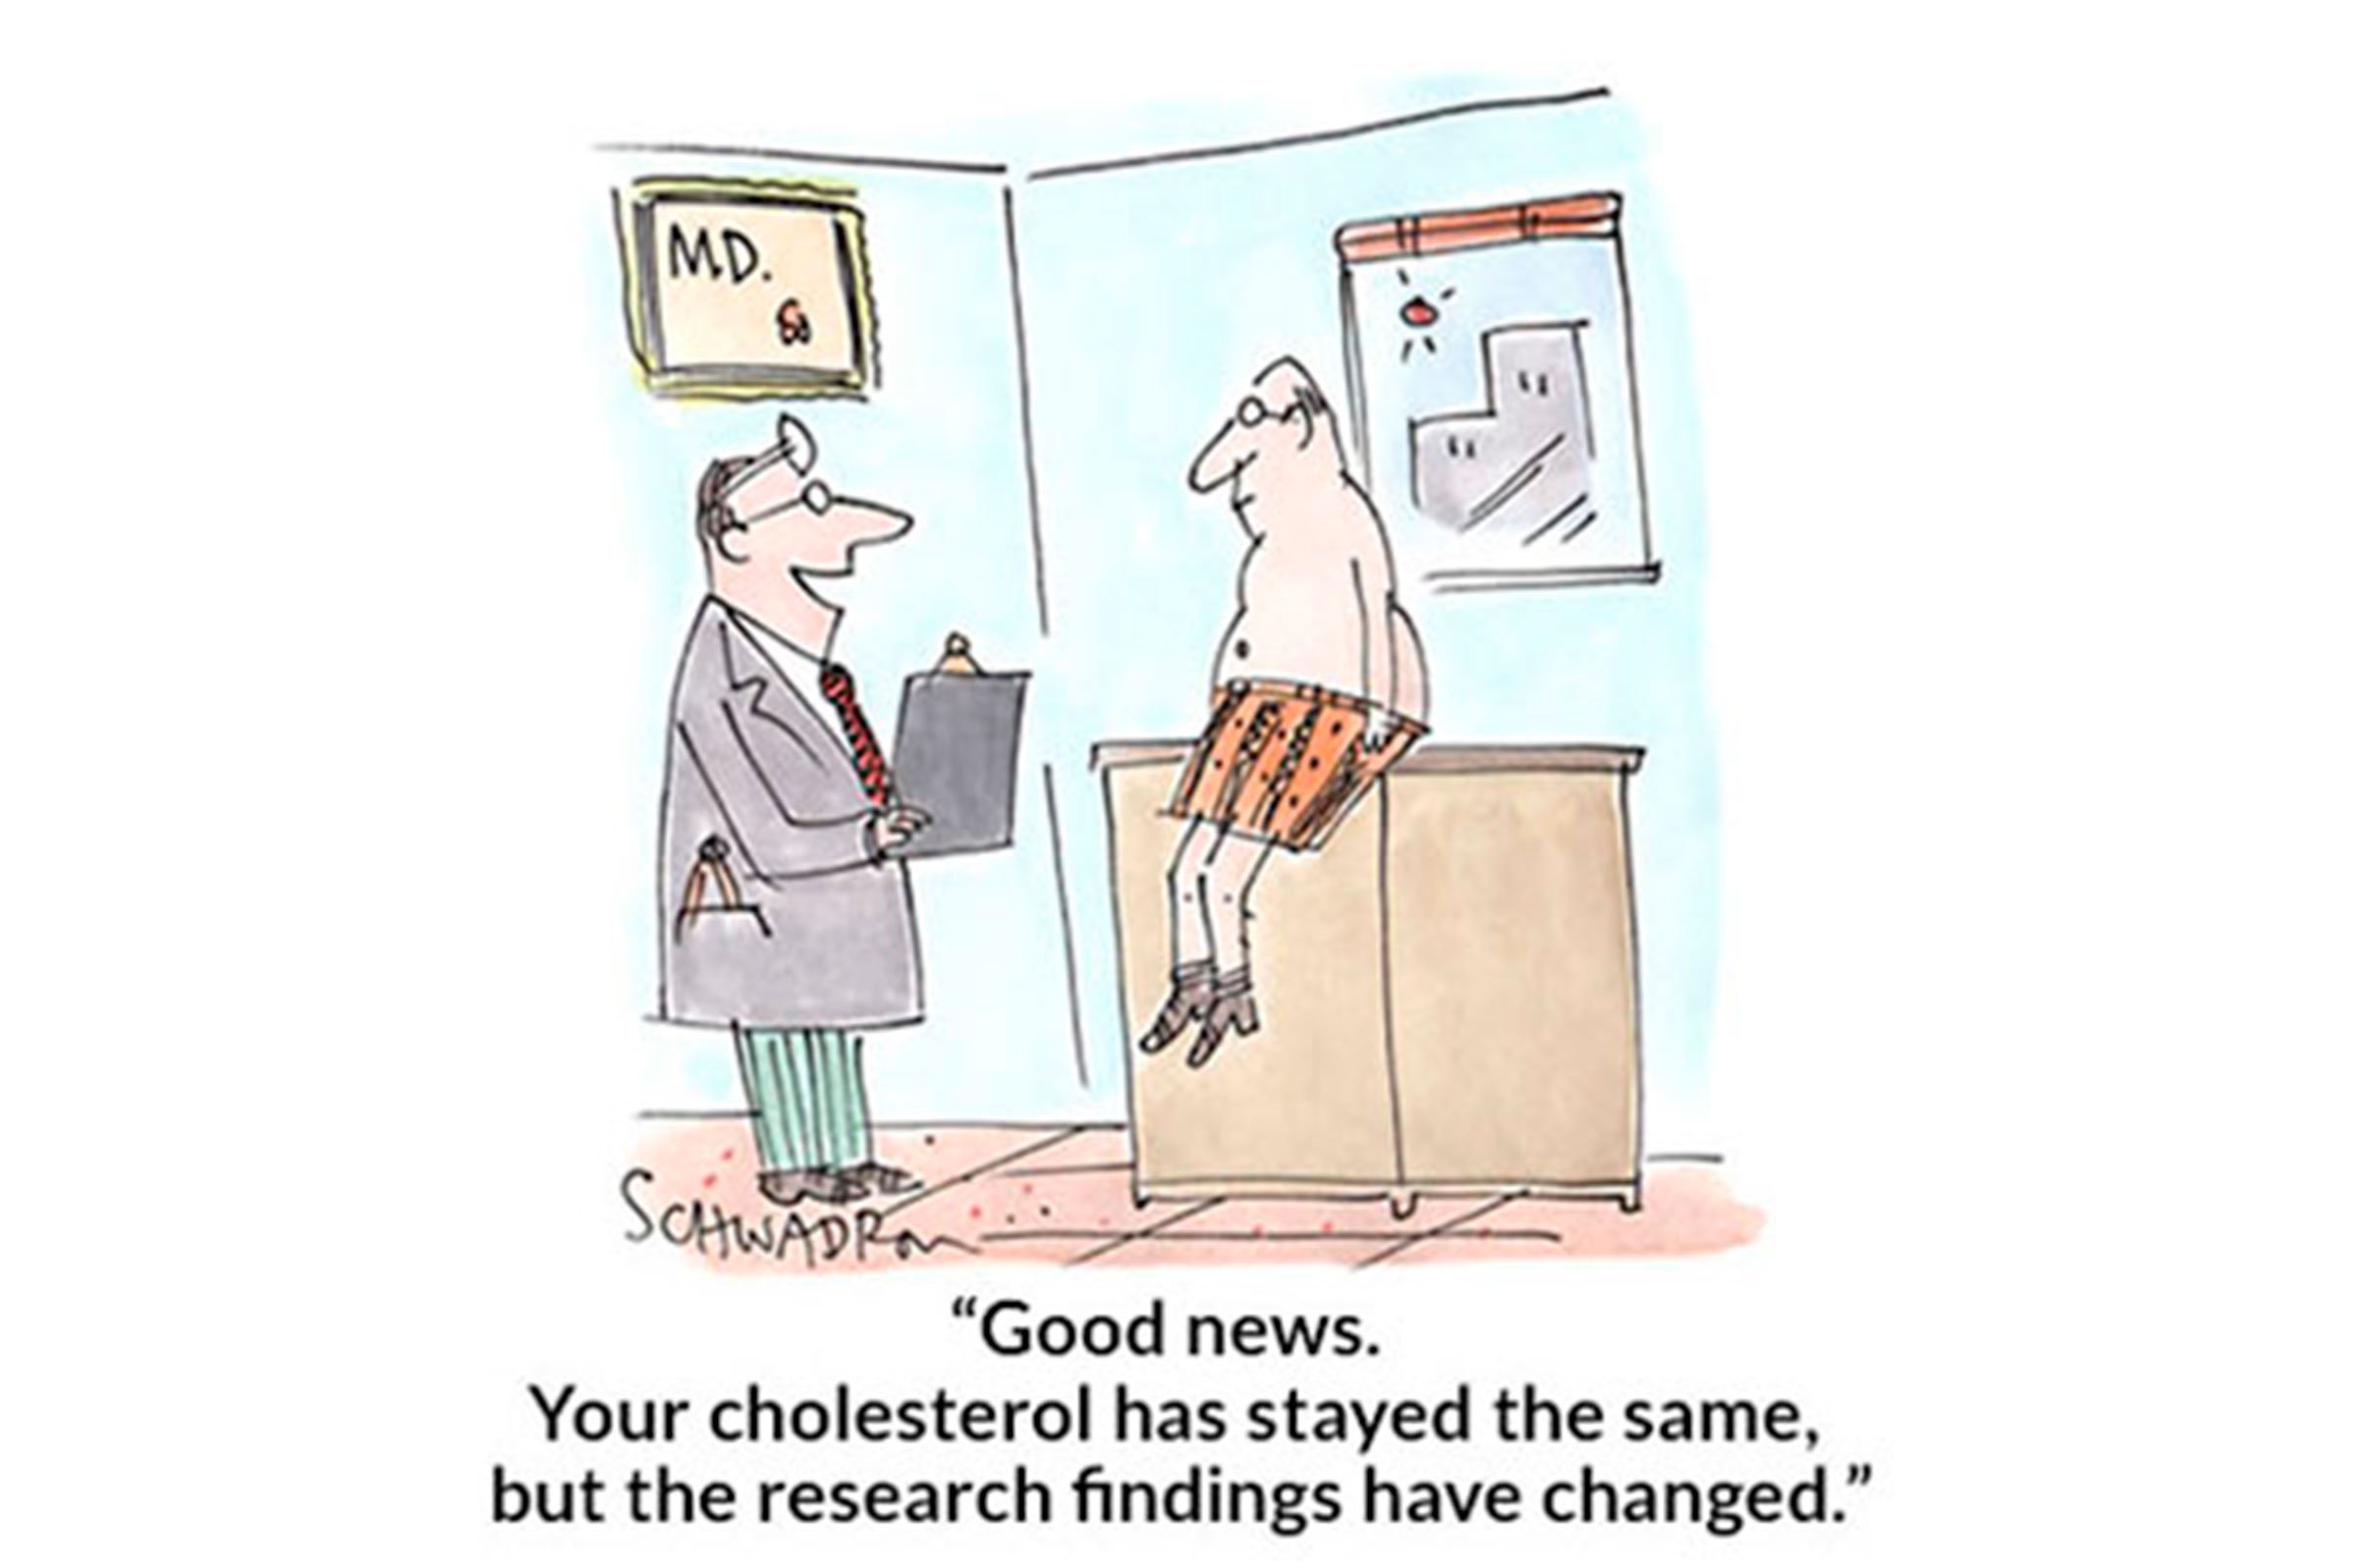 M.D.
SCHWADRon
“Good news.
Your cholesterol has stayed the same,
but the research findings have changed.”